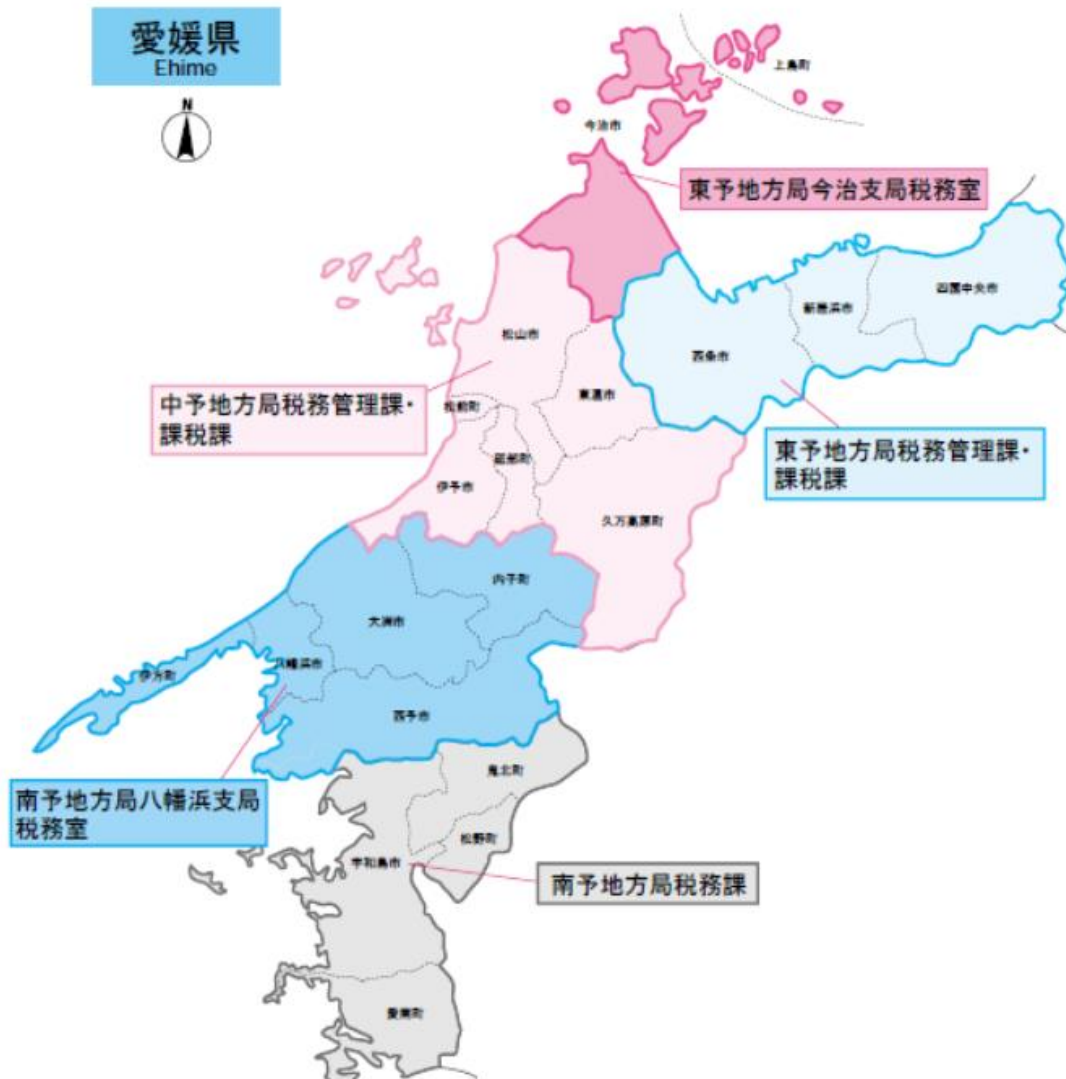 愛媛県
Ehime
N
上島町
今治市
東予地方局今治支局税務室
四国中央市
新居浜市
松山市
西条市
東温市
中予地方局税務管理課・
課税課
松前町
砥部町
東予地方局税務管理課・
課税課
伊予市
久万高原町
内子町
大洲市
八幡浜市
伊方町
西予市
鬼北町
南予地方局八幡浜支局
税務室
松野町
宇和島市
南予地方局税務課
愛南町